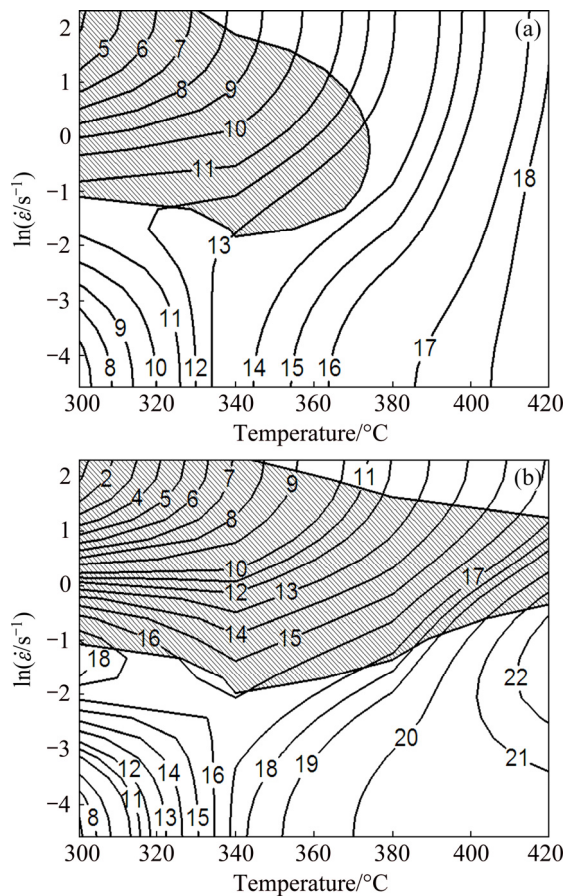 (a)
2
1
0
−1
−2
−3
−4
ln(ε̇/s⁻¹)
5 6 7
8 9
10
11
13
18
11
9
8 10 12 14 15 16
17
300 320 340 360 380 400 420
Temperature/°C
(b)
2
1
0
−1
−2
−3
−4
ln(ε̇/s⁻¹)
2 4 5 6 7 9 11
8
10
12 13 17
14 15
16
18
22
20
12 14 16 18 19 21
11 13 15
8
300 320 340 360 380 400 420
Temperature/°C